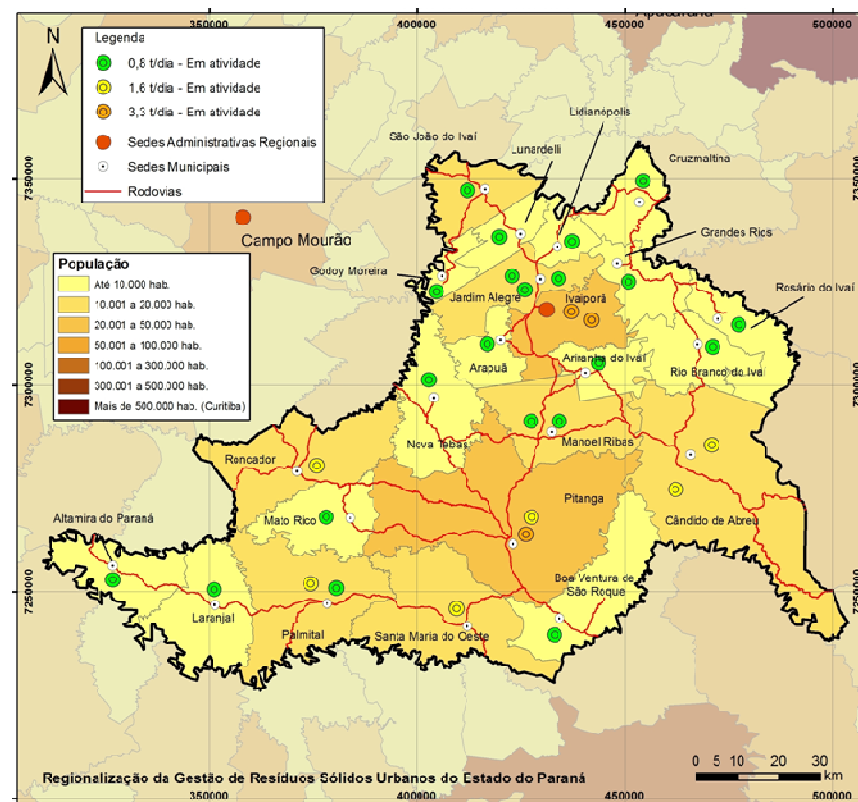 350000
400000
450000
500000
Apucarana
N
Legenda
0,8 t/dia - Em atividade
1,6 t/dia - Em atividade
3,3 t/dia - Em atividade
Sedes Administrativas Regionais
Sedes Municipais
Rodovias
Lidianópolis
São João do Ivaí
Lunardelli
Cruzmaltina
7350000
7350000
Campo Mourão
Grandes Rios
Godoy Moreira
Rosário do Ivaí
Jardim Alegre
Ivaiporã
População
Até 10.000 hab.
10.001 a 20.000 hab.
20.001 a 50.000 hab.
50.001 a 100.000 hab.
100.001 a 300.000 hab.
300.001 a 500.000 hab.
Mais de 500.000 hab. (Curitiba)
Arapuã
Ariranha do Ivaí
Rio Branco do Ivaí
7300000
7300000
Nova Tebas
Manoel Ribas
Roncador
Pitanga
Mato Rico
Altamira do Paraná
Cândido de Abreu
Boa Ventura de
São Roque
7250000
7250000
Laranjal
Palmital
Santa Maria do Oeste
0 5 10 20 30
km
Regionalização da Gestão de Resíduos Sólidos Urbanos do Estado do Paraná
350000
400000
450000
500000